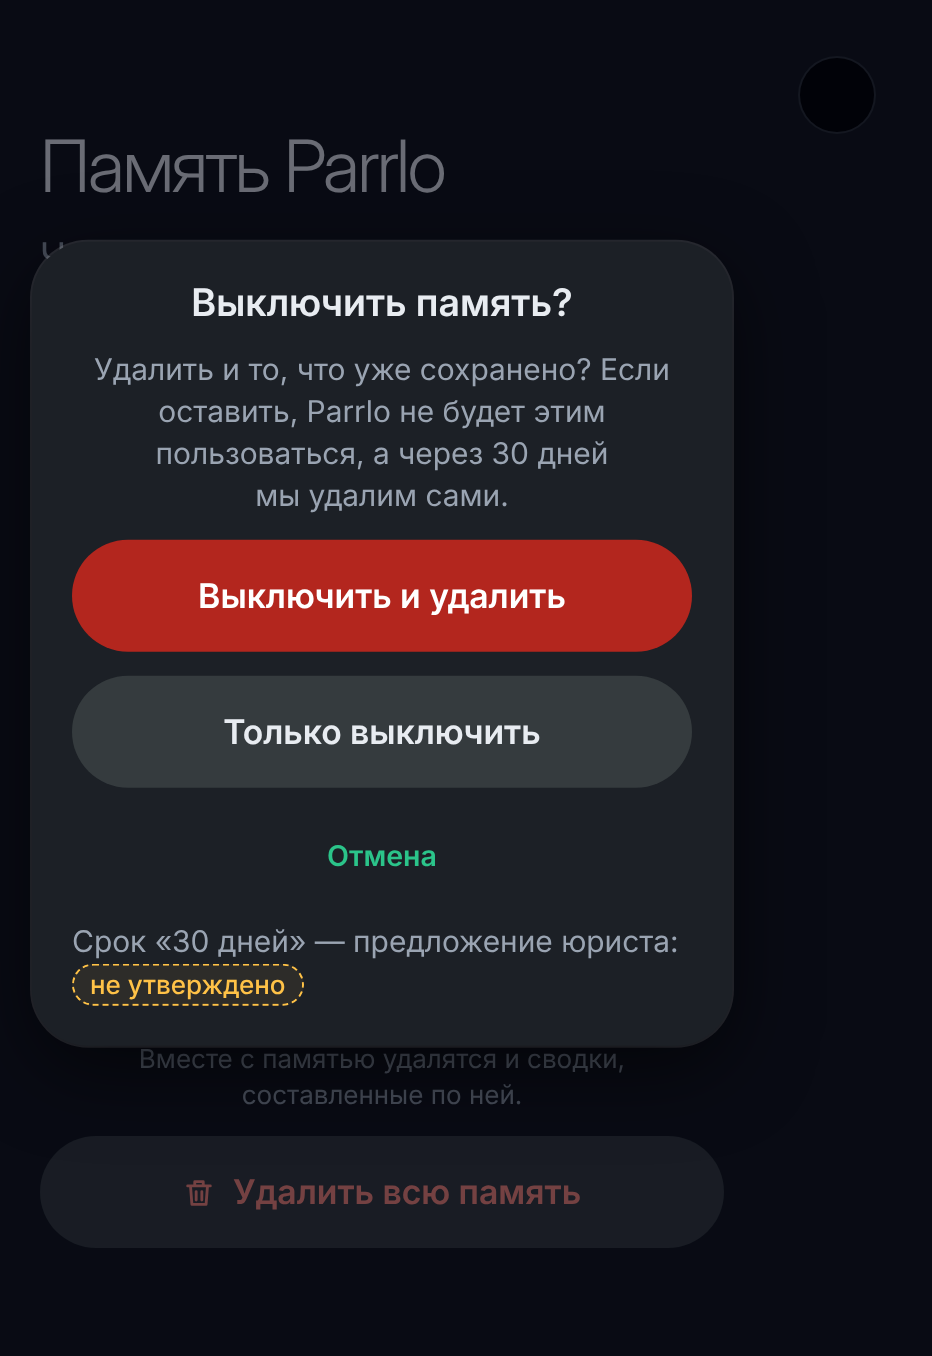 Память Parrlo
Выключить память?
Удалить и то, что уже сохранено? Если
оставить, Parrlo не будет этим
пользоваться, а через 30 дней
мы удалим сами.
Выключить и удалить
Только выключить
Отмена
Срок «30 дней» — предложение юриста:
не утверждено
Вместе с памятью удалятся и сводки,
составленные по ней.
Удалить всю память